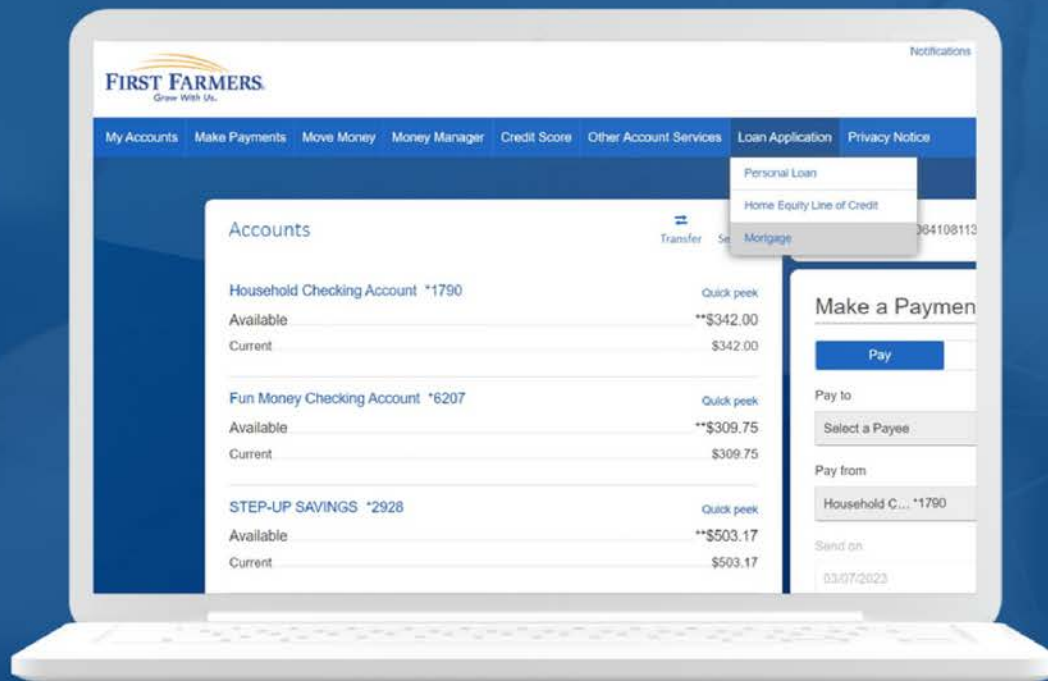 Notifications
FIRST FARMERS
Grow With Us.
My Accounts Make Payments Move Money Money Manager Credit Score Other Account Services Loan Application Privacy Notice
Personal Loan
Home Equity Line of Credit
Mortgage
Accounts
Transfer
Household Checking Account *1790
Quick peek
Available
**$342.00
Current
$342.00
Fun Money Checking Account *6207
Quick peek
Available
**$309.75
Current
$309.75
STEP-UP SAVINGS *2928
Quick peek
Available
**$503.17
Current
$503.17
Make a Paymen
Pay
Pay to
Select a Payee
Pay from
Household C... *1790
Send on
03/07/2023